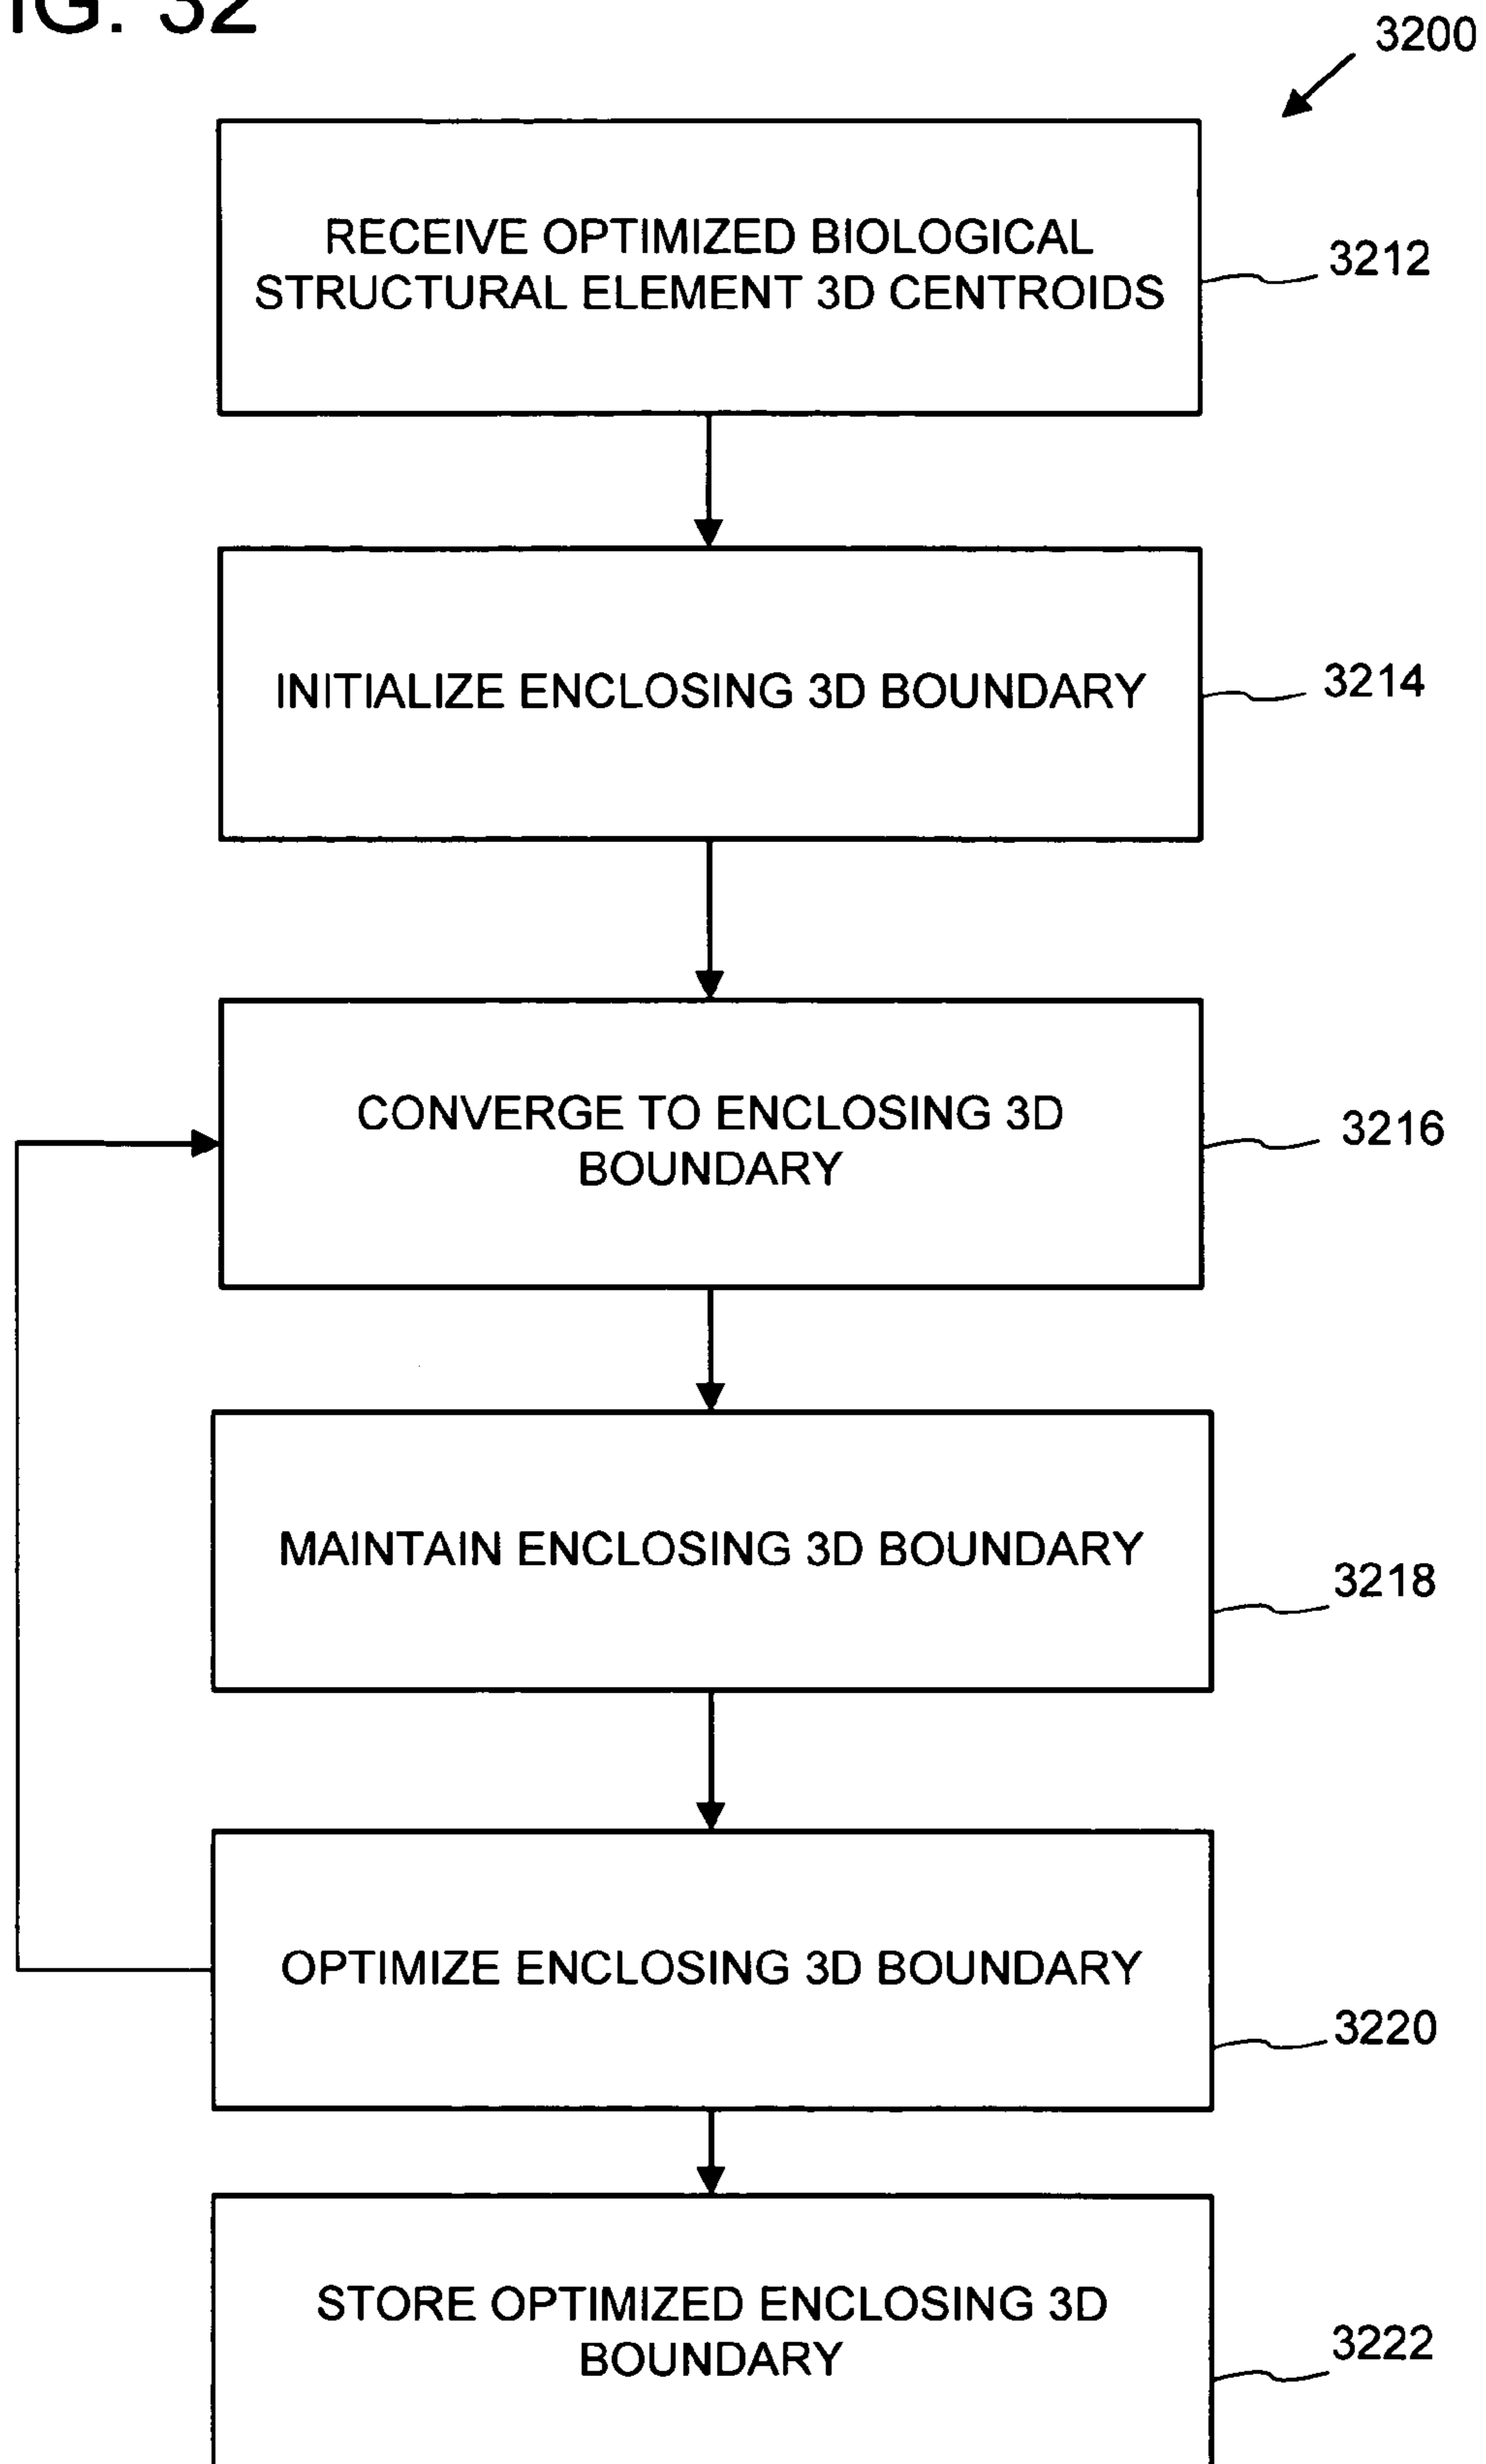 IG. 32
3200
RECEIVE OPTIMIZED BIOLOGICAL
STRUCTURAL ELEMENT 3D CENTROIDS
3212
INITIALIZE ENCLOSING 3D BOUNDARY
3214
CONVERGE TO ENCLOSING 3D
BOUNDARY
3216
MAINTAIN ENCLOSING 3D BOUNDARY
3218
OPTIMIZE ENCLOSING 3D BOUNDARY
3220
STORE OPTIMIZED ENCLOSING 3D
BOUNDARY
3222